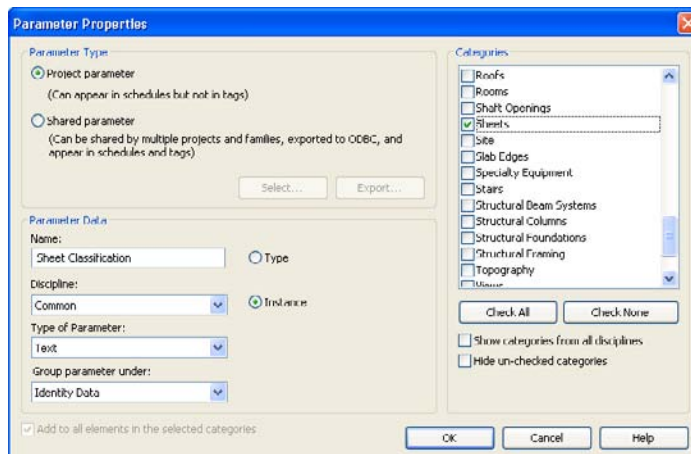 Parameter Properties
Parameter Type
Project parameter
(Can appear in schedules but not in tags)
Shared parameter
(Can be shared by multiple projects and families, exported to ODBC, and
appear in schedules and tags)
Select...
Export...
Parameter Data
Name:
Sheet Classification
Type
Discipline:
Common
Instance
Type of Parameter:
Text
Group parameter under:
Identity Data
Add to all elements in the selected categories
Categories
Roofs
Rooms
Shaft Openings
Sheets
Site
Slab Edges
Specialty Equipment
Stairs
Structural Beam Systems
Structural Columns
Structural Foundations
Structural Framing
Topography
Views
Check All
Check None
Show categories from all disciplines
Hide un-checked categories
OK
Cancel
Help